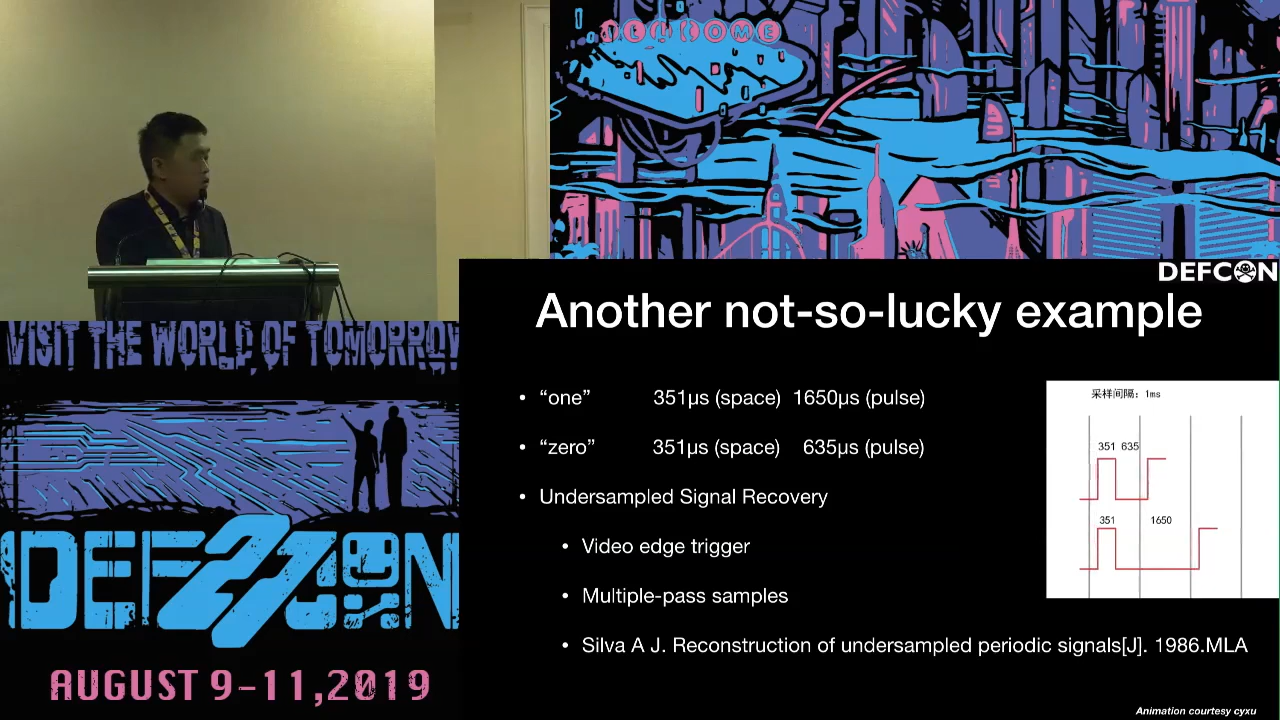 WELCOME
DEFCON
Another not-so-lucky example
• “one” 351µs (space) 1650µs (pulse)
• “zero” 351µs (space) 635µs (pulse)
• Undersampled Signal Recovery
• Video edge trigger
• Multiple-pass samples
• Silva A J. Reconstruction of undersampled periodic signals[J]. 1986.MLA
采样间隔：1ms
351 635
351 1650
Animation courtesy cyxu
VISIT THE WORLD OF TOMORROW
DEF27CON
AUGUST 9-11,2019